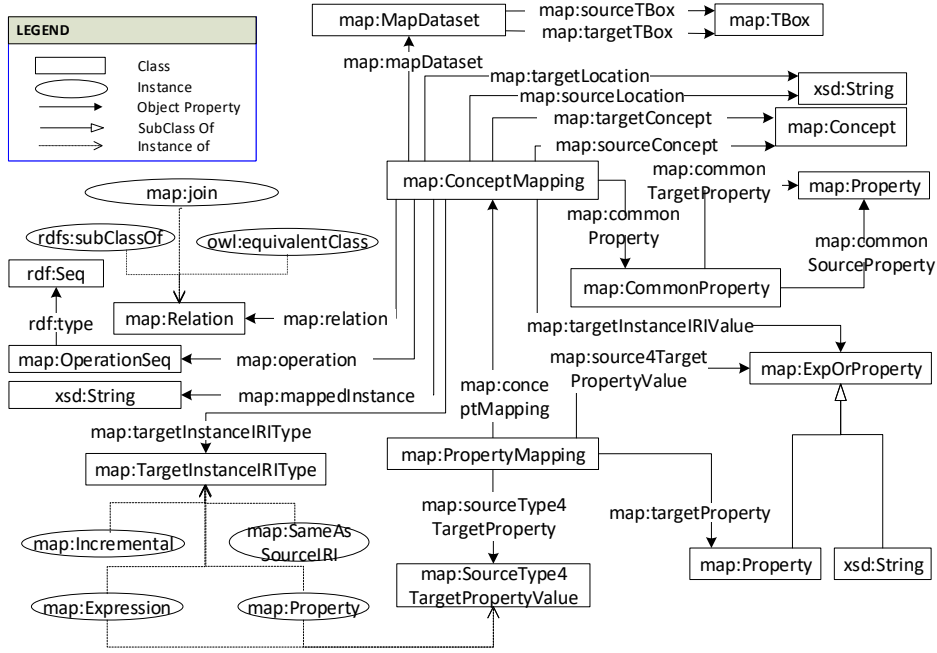 LEGEND
Class
Instance
Object Property
SubClass Of
Instance of
map:MapDataset
map:sourceTBox
map:targetTBox
map:TBox
map:mapDataset
map:targetLocation
map:sourceLocation
xsd:String
map:targetConcept
map:sourceConcept
map:Concept
map:ConceptMapping
map:common
TargetProperty
map:Property
map:common
Property
map:common
SourceProperty
map:CommonProperty
map:join
rdfs:subClassOf
owl:equivalentClass
rdf:Seq
rdf:type
map:Relation
map:relation
map:OperationSeq
map:operation
xsd:String
map:mappedInstance
map:targetInstanceIRIValue
map:source4Target
PropertyValue
map:ExpOrProperty
map:conce
ptMapping
map:targetInstanceIRIType
map:TargetInstanceIRIType
map:PropertyMapping
map:sourceType4
TargetProperty
map:targetProperty
map:Incremental
map:SameAs
SourceIRI
map:Property
xsd:String
map:SourceType4
TargetPropertyValue
map:Expression
map:Property